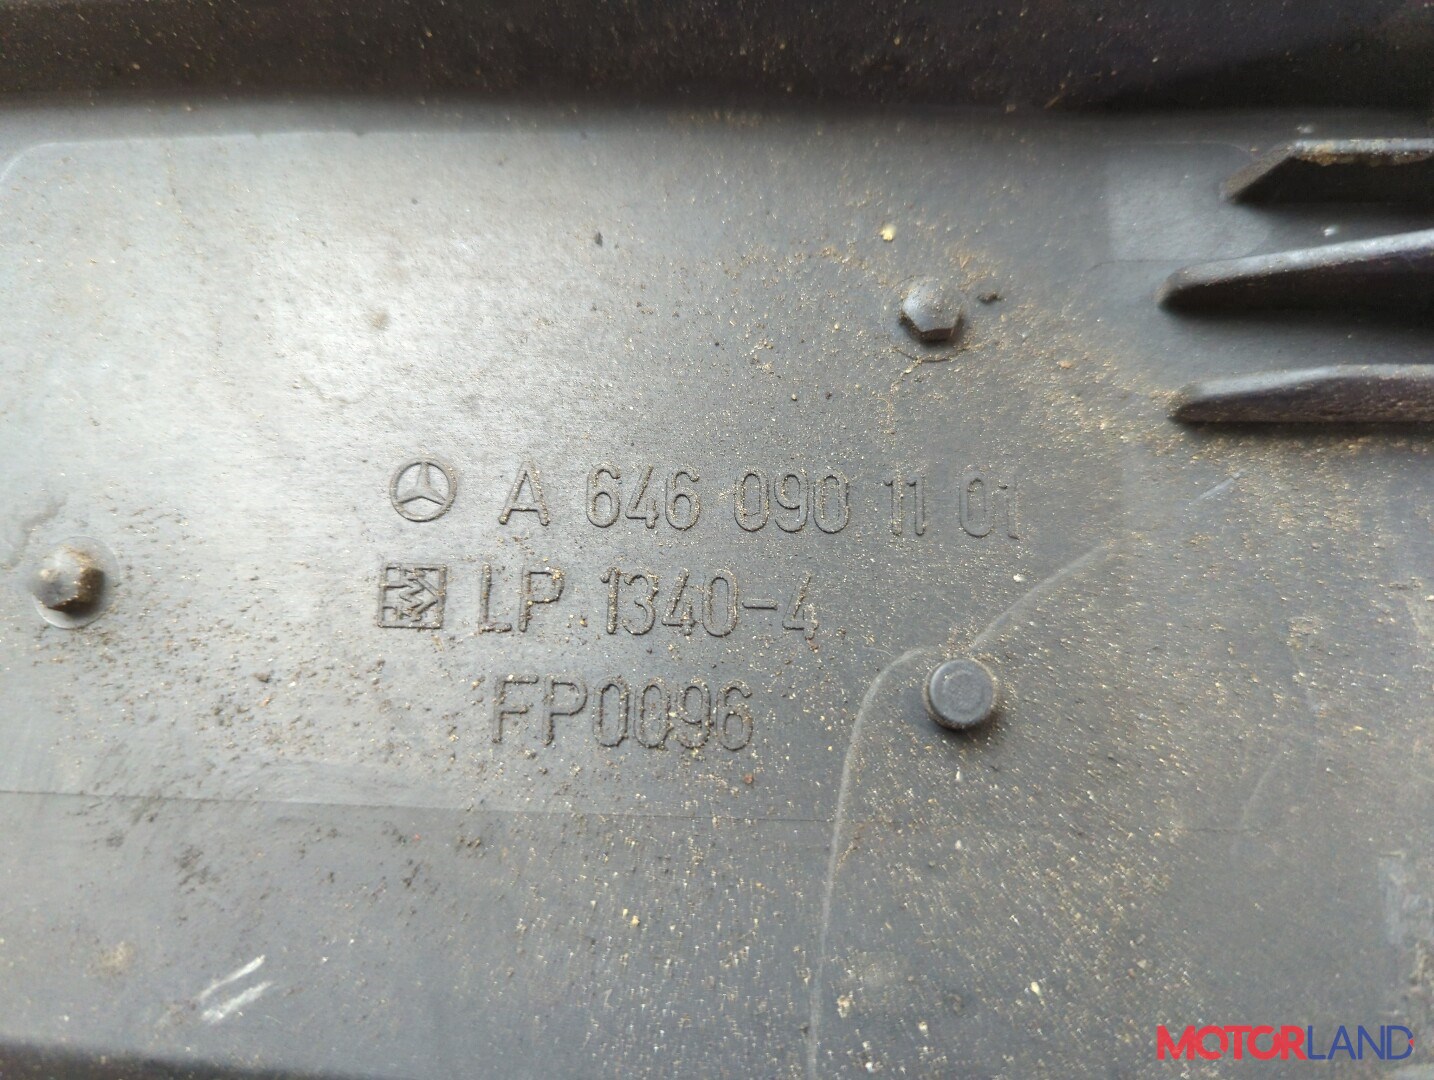 A 646 090 11 01
LP 1340-4
FP0096
MOTORLAND